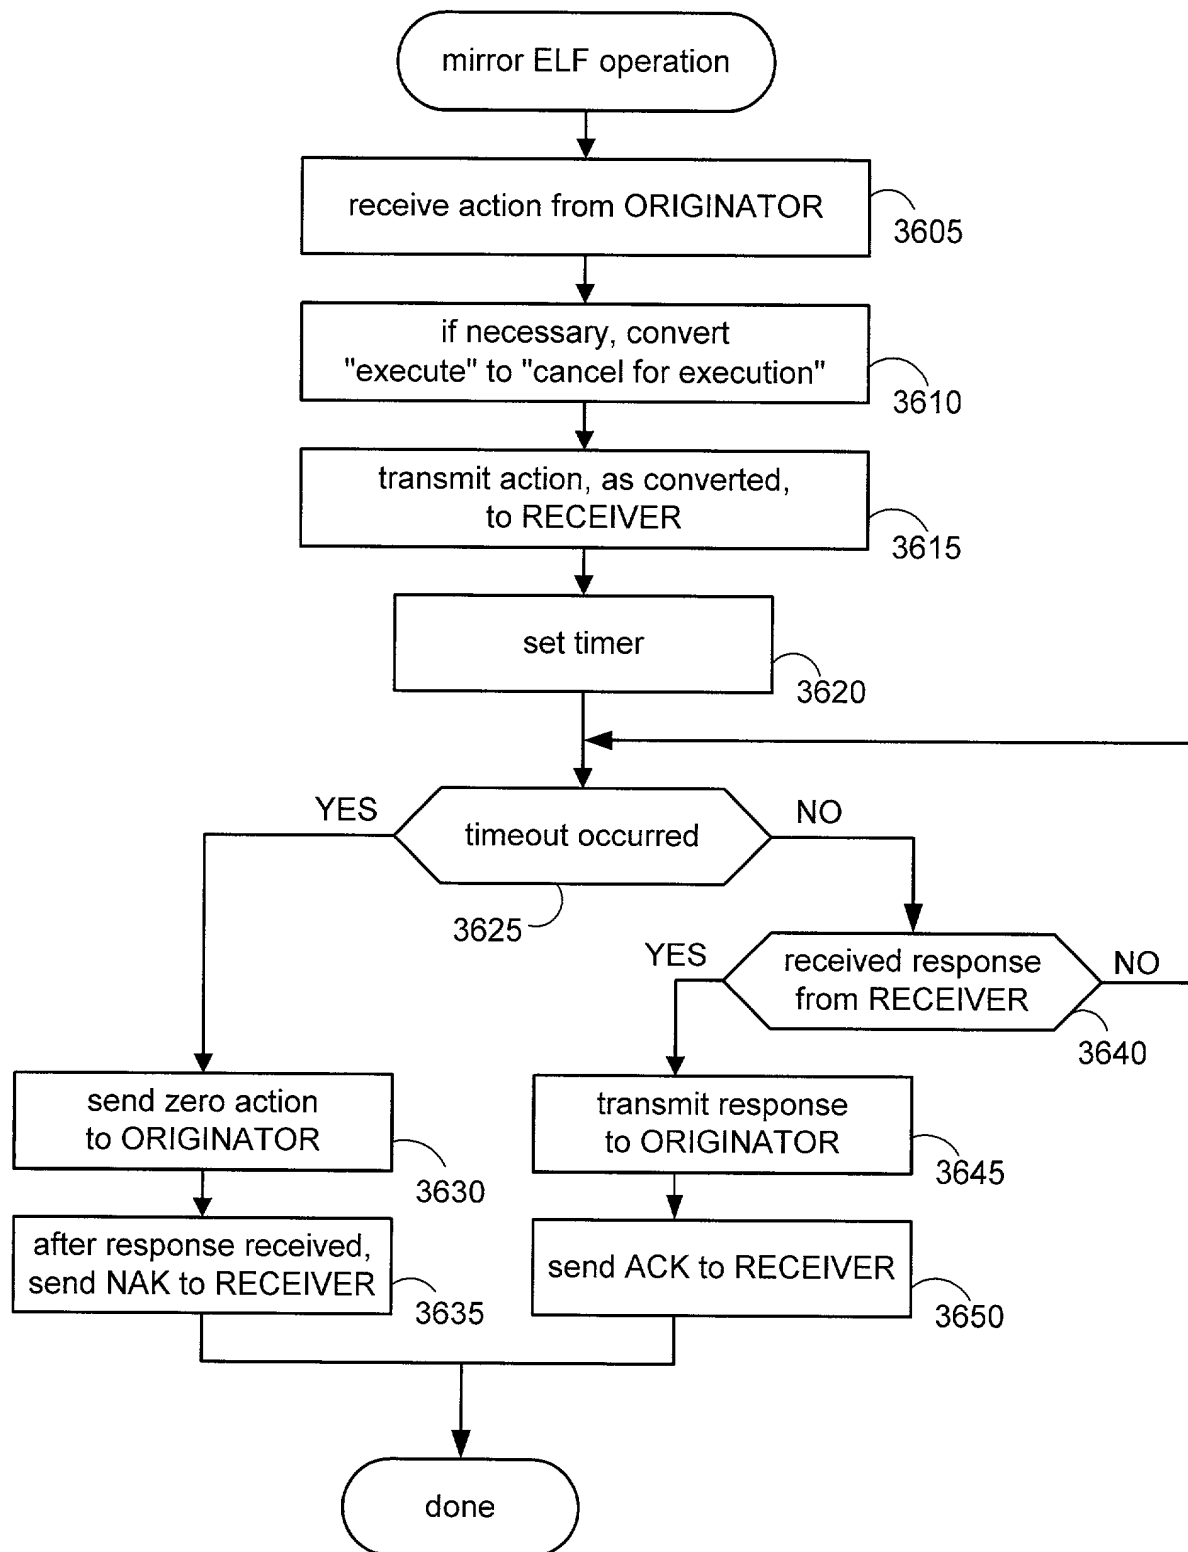 mirror ELF operation
receive action from ORIGINATOR
3605
if necessary, convert
"execute" to "cancel for execution"
3610
transmit action, as converted,
to RECEIVER
3615
set timer
3620
YES
timeout occurred
NO
3625
YES
received response
from RECEIVER
NO
3640
send zero action
to ORIGINATOR
3630
transmit response
to ORIGINATOR
3645
after response received,
send NAK to RECEIVER
3635
send ACK to RECEIVER
3650
done